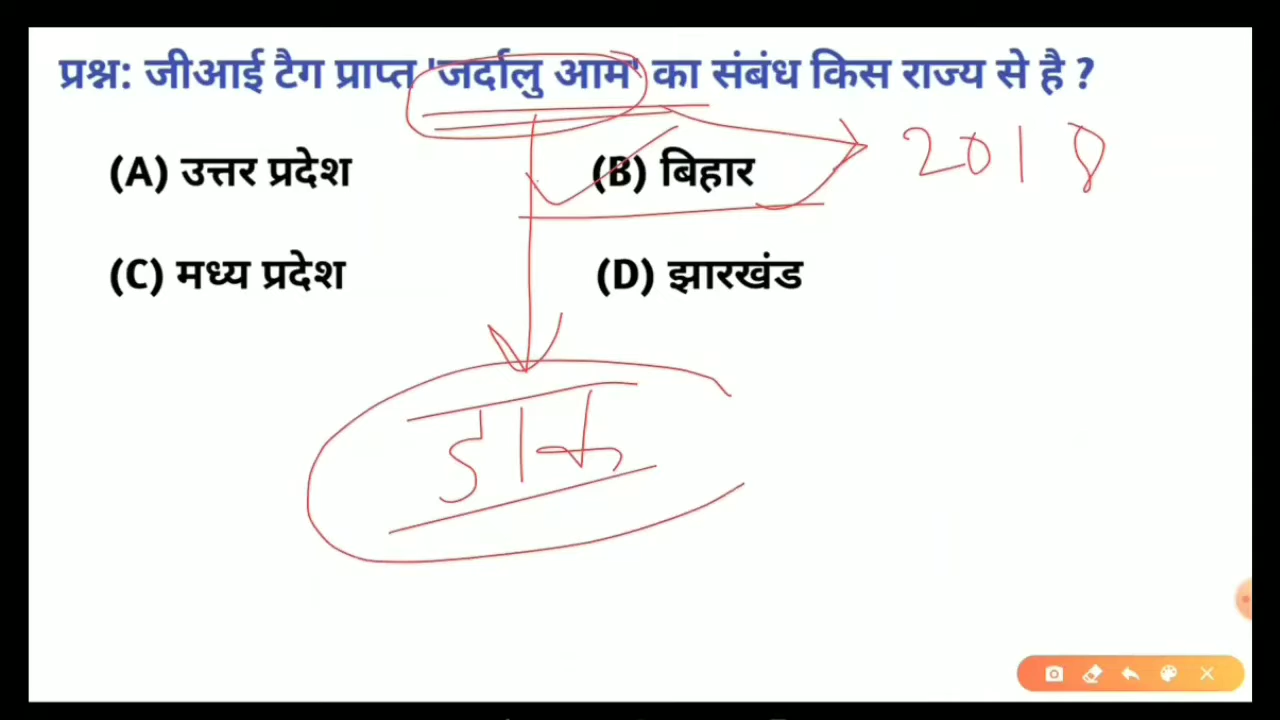 प्रश्न: जीआई टैग प्राप्त 'जर्दालु आम' का संबंध किस राज्य से है ?
(A) उत्तर प्रदेश (B) बिहार 2018
(C) मध्य प्रदेश (D) झारखंड
डाक